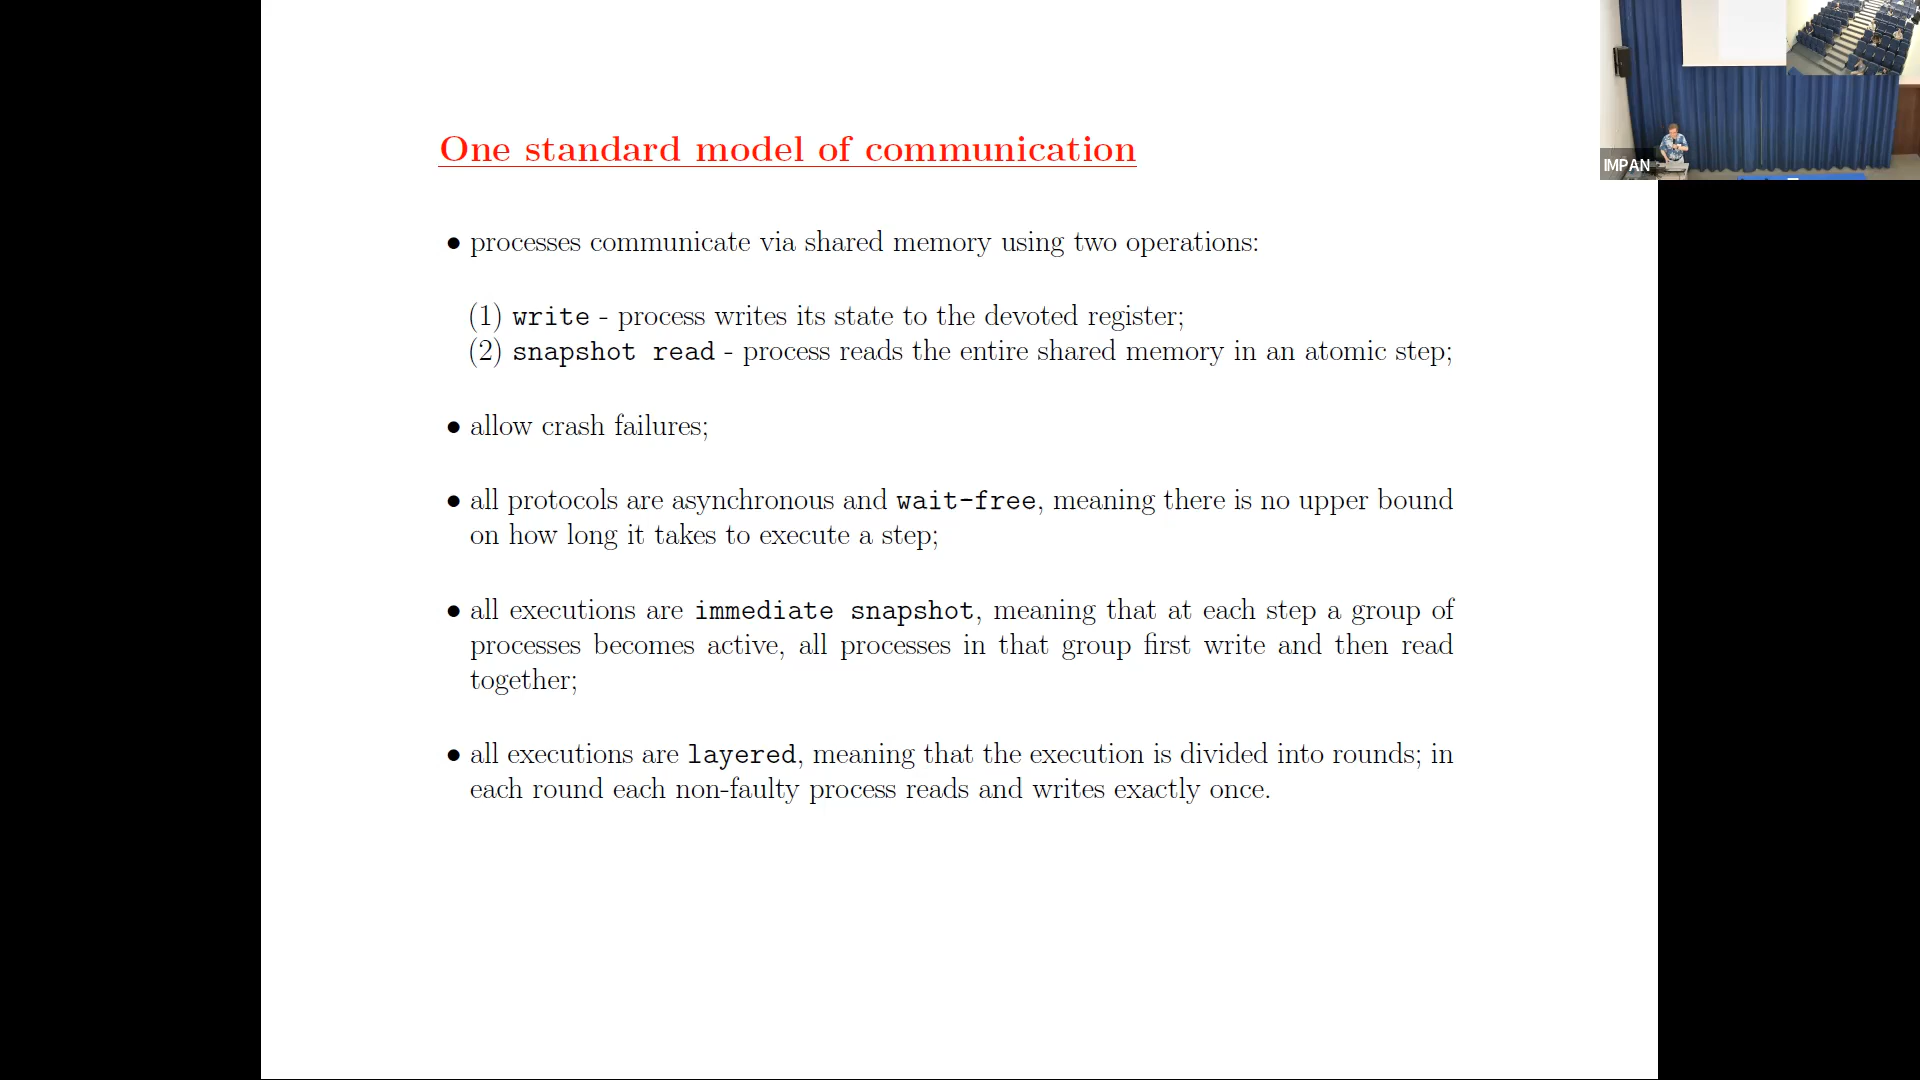 One standard model of communication
IMPAN
• processes communicate via shared memory using two operations:
(1) write - process writes its state to the devoted register;
(2) snapshot read - process reads the entire shared memory in an atomic step;
• allow crash failures;
• all protocols are asynchronous and wait-free, meaning there is no upper bound
on how long it takes to execute a step;
• all executions are immediate snapshot, meaning that at each step a group of
processes becomes active, all processes in that group first write and then read
together;
• all executions are layered, meaning that the execution is divided into rounds; in
each round each non-faulty process reads and writes exactly once.